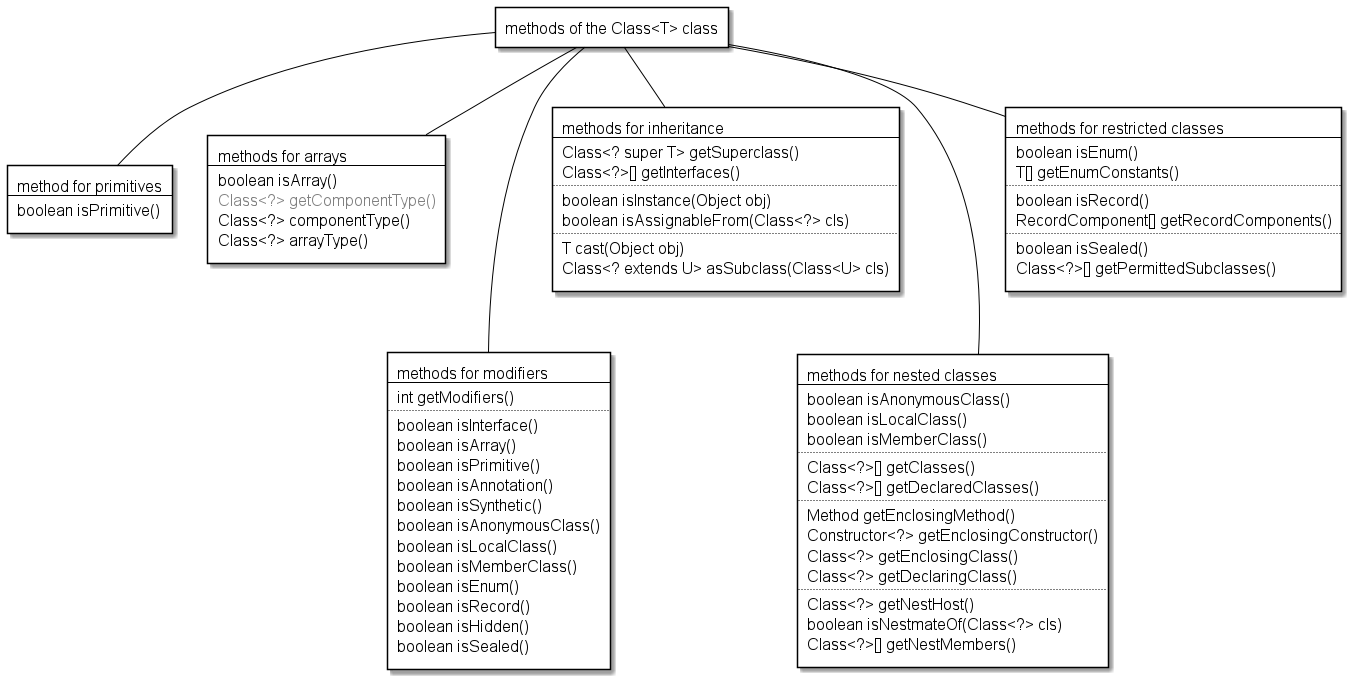 methods of the Class<T> class
method for primitives
boolean isPrimitive()
methods for arrays
boolean isArray()
Class<?> getComponentType()
Class<?> componentType()
Class<?> arrayType()
methods for inheritance
Class<? super T> getSuperclass()
Class<?>[] getInterfaces()
boolean isInstance(Object obj)
boolean isAssignableFrom(Class<?> cls)
T cast(Object obj)
Class<? extends U> asSubclass(Class<U> cls)
methods for restricted classes
boolean isEnum()
T[] getEnumConstants()
boolean isRecord()
RecordComponent[] getRecordComponents()
boolean isSealed()
Class<?>[] getPermittedSubclasses()
methods for modifiers
int getModifiers()
boolean isInterface()
boolean isArray()
boolean isPrimitive()
boolean isAnnotation()
boolean isSynthetic()
boolean isAnonymousClass()
boolean isLocalClass()
boolean isMemberClass()
boolean isEnum()
boolean isRecord()
boolean isHidden()
boolean isSealed()
methods for nested classes
boolean isAnonymousClass()
boolean isLocalClass()
boolean isMemberClass()
Class<?>[] getClasses()
Class<?>[] getDeclaredClasses()
Method getEnclosingMethod()
Constructor<?> getEnclosingConstructor()
Class<?> getEnclosingClass()
Class<?> getDeclaringClass()
Class<?> getNestHost()
boolean isNestmateOf(Class<?> cls)
Class<?>[] getNestMembers()